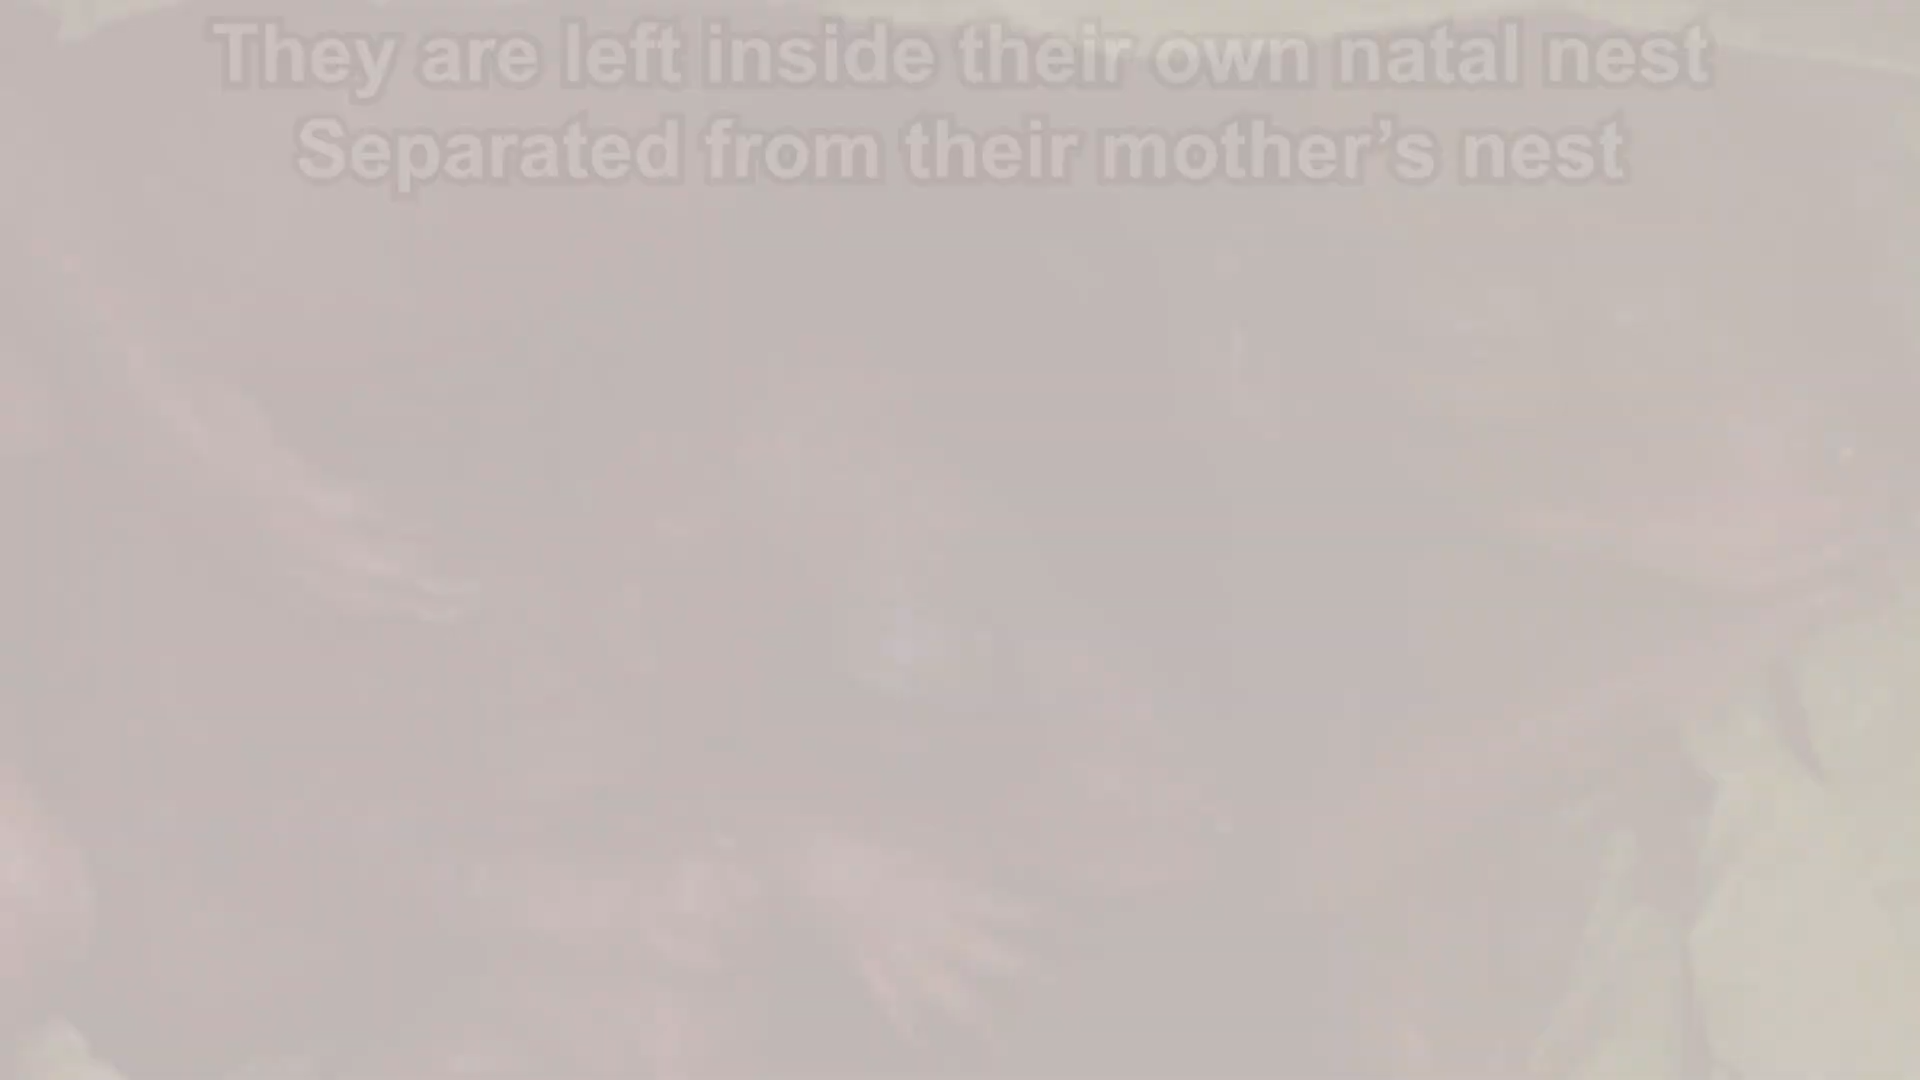 They are left inside their own natal nest
Separated from their mother’s nest